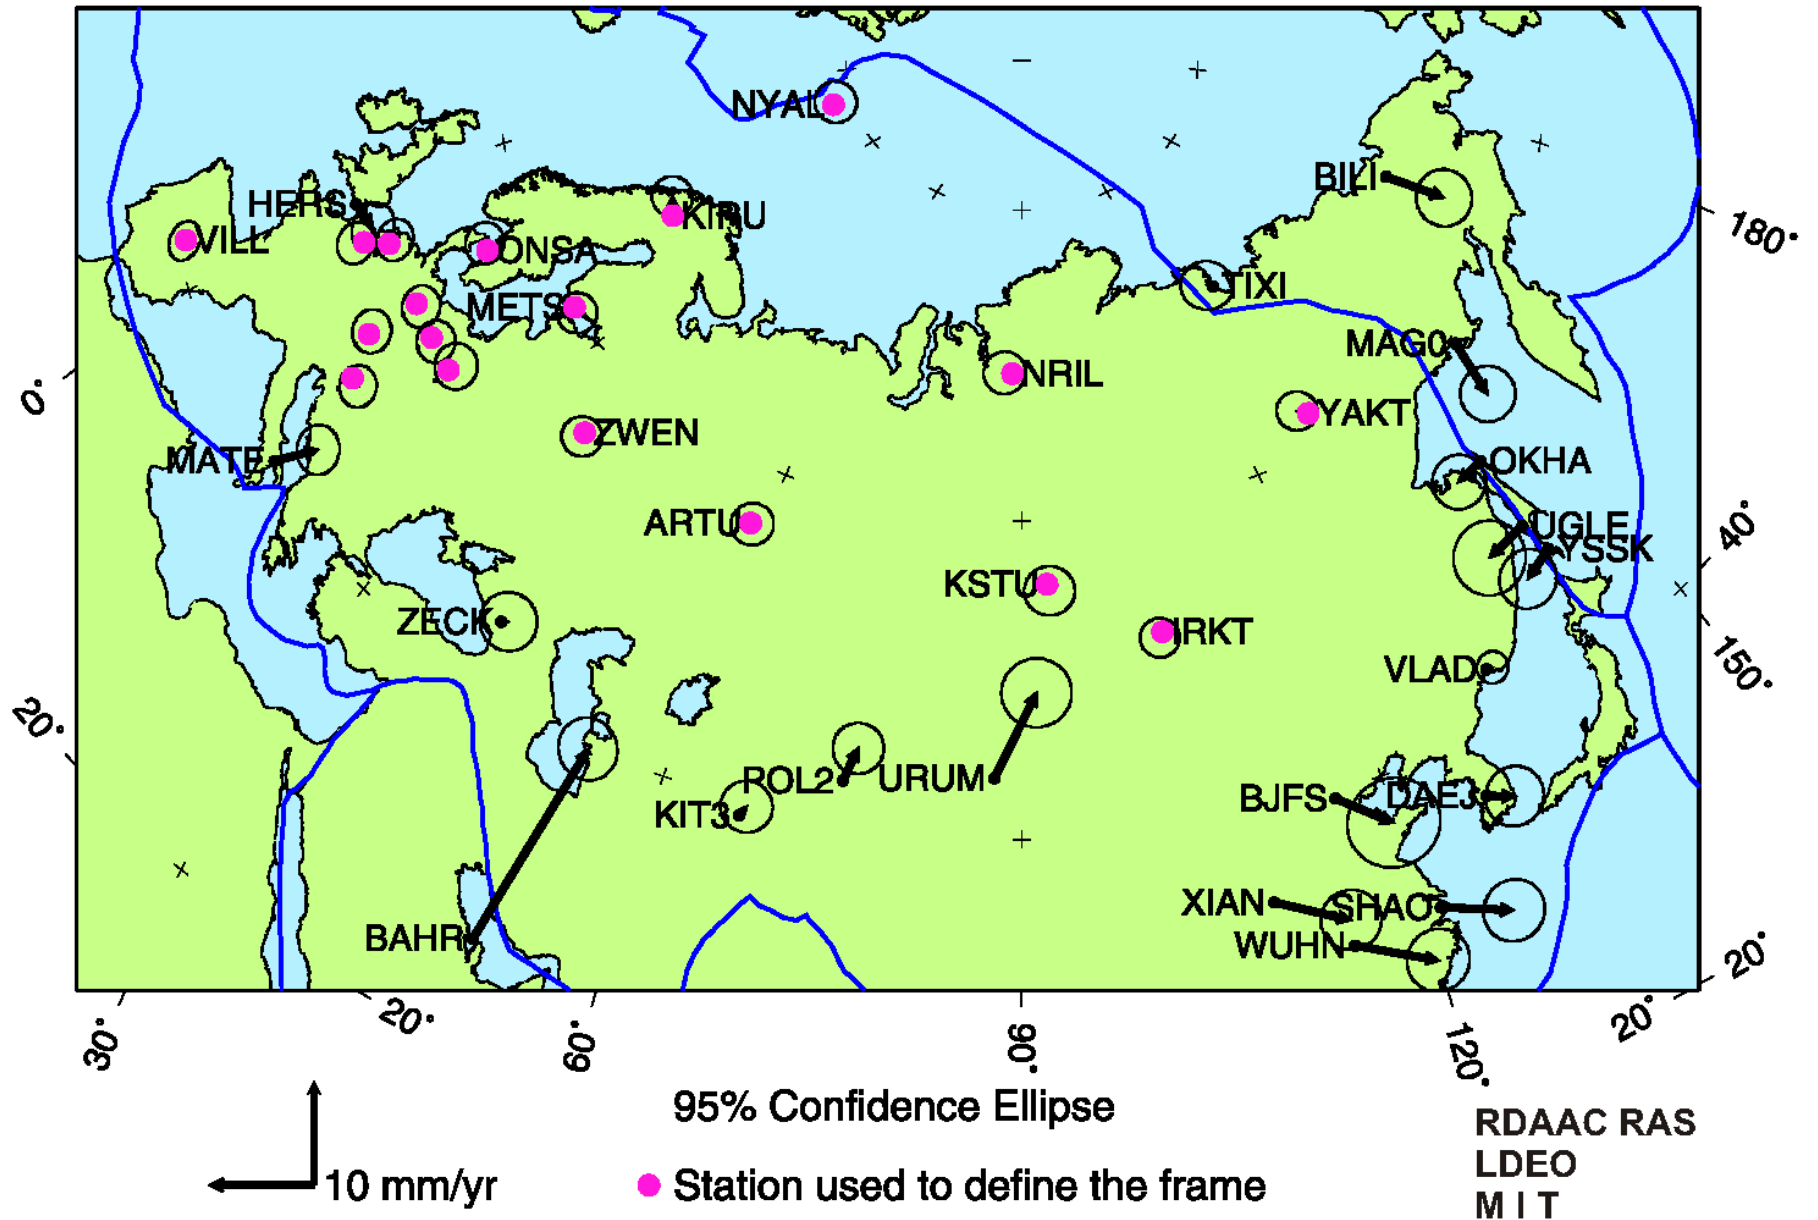 NYAL
BILI
180°
HERS
KIRU
VILL
ONSA
TIXI
METS
MAG0
0°
NRIL
YAKT
ZWEN
MATE
OKHA
ARTU
UGLE
40°
YSSK
KSTU
ZECK
IRKT
VLAD
150°
20°
POL2
URUM
KIT3
BJFS
DAE3
XIAN
SHAO
BAHR
WUHN
20°
30°
20°
60°
90°
120°
20°
95% Confidence Ellipse
10 mm/yr
Station used to define the frame
RDAAC RAS
LDEO
M I T